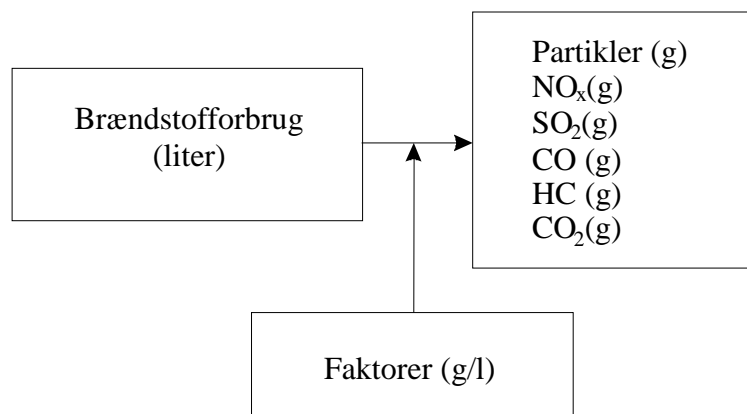 Brændstofforbrug
(liter)
Partikler (g)
NOₓ(g)
SO₂(g)
CO (g)
HC (g)
CO₂(g)
Faktorer (g/l)